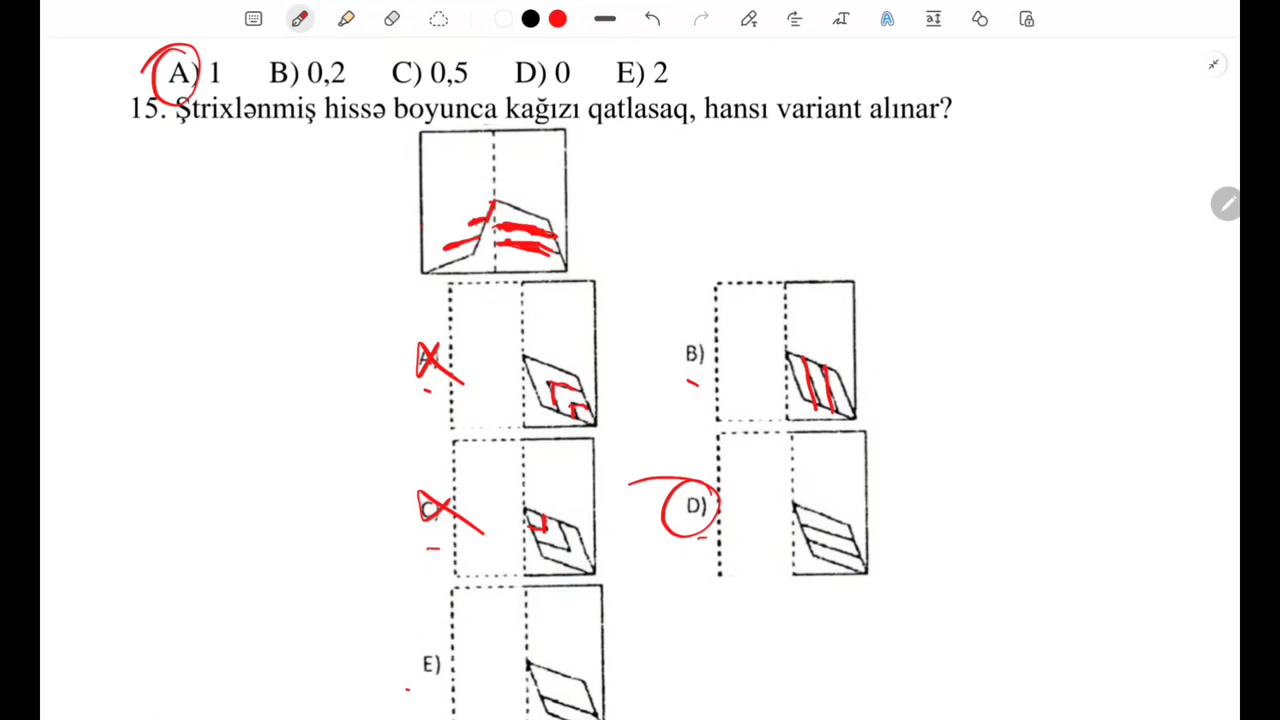 A) 1 B) 0,2 C) 0,5 D) 0 E) 2
15. Ştrixlənmiş hissə boyunca kağızı qatlasaq, hansı variant alınar?
A) B)
C) D)
E)